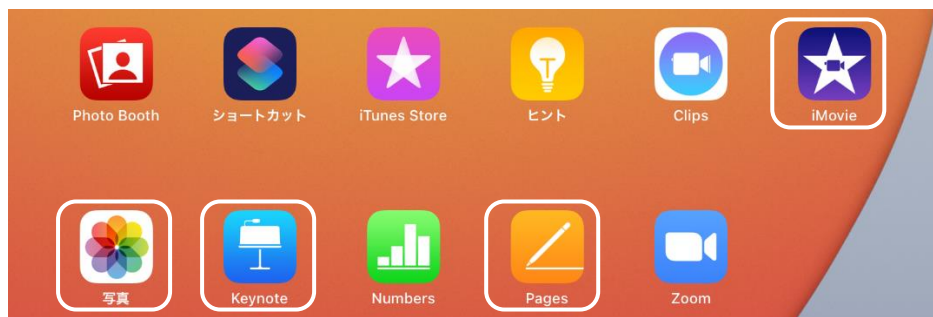 Photo Booth ショートカット iTunes Store ヒント Clips iMovie
写真 Keynote Numbers Pages Zoom